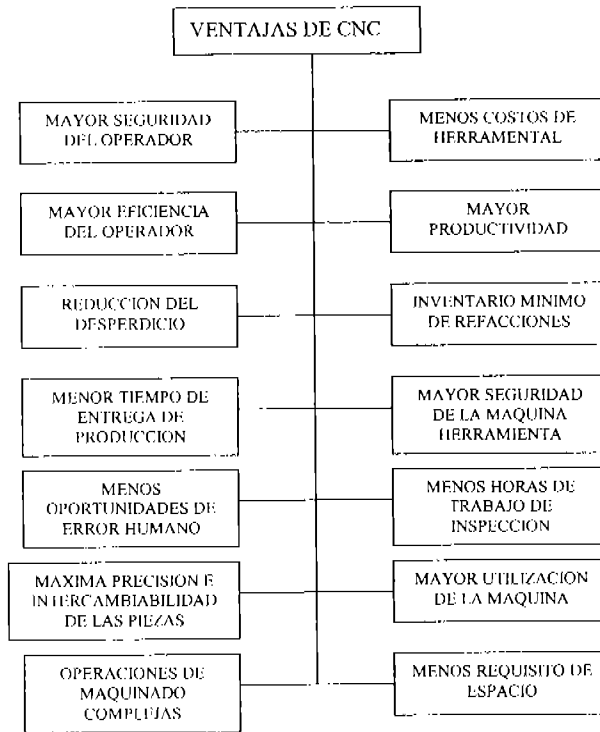 VENTAJAS DE CNC
MAYOR SEGURIDAD
DEL OPERADOR
MENOS COSTOS DE
HERRAMENTAL
MAYOR EFICIENCIA
DEL OPERADOR
MAYOR
PRODUCTIVIDAD
REDUCCION DEL
DESPERDICIO
INVENTARIO MINIMO
DE REFACCIONES
MENOR TIEMPO DE
ENTREGA DE
PRODUCCION
MAYOR SEGURIDAD
DE LA MAQUINA
HERRAMIENTA
MENOS
OPORTUNIDADES DE
ERROR HUMANO
MENOS HORAS DE
TRABAJO DE
INSPECCION
MAXIMA PRECISION E
INTERCAMBIABILIDAD
DE LAS PIEZAS
MAYOR UTILIZACION
DE LA MAQUINA
OPERACIONES DE
MAQUINADO
COMPLEJAS
MENOS REQUISITO DE
ESPACIO